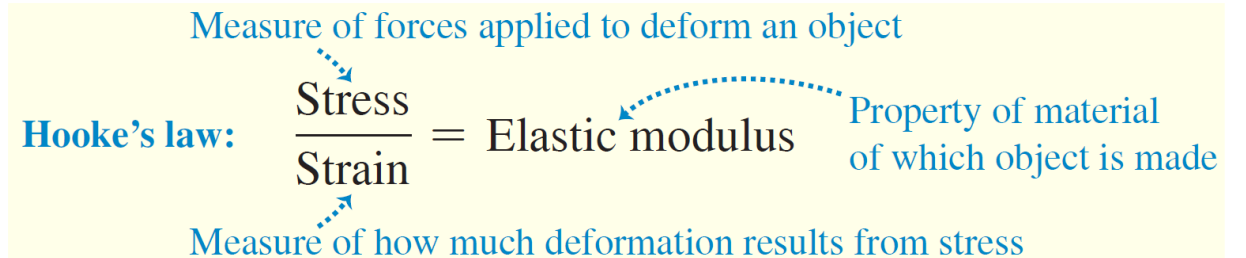 Measure of forces applied to deform an object
Hooke’s law:
Stress
Strain
= Elastic modulus
Property of material
of which object is made
Measure of how much deformation results from stress